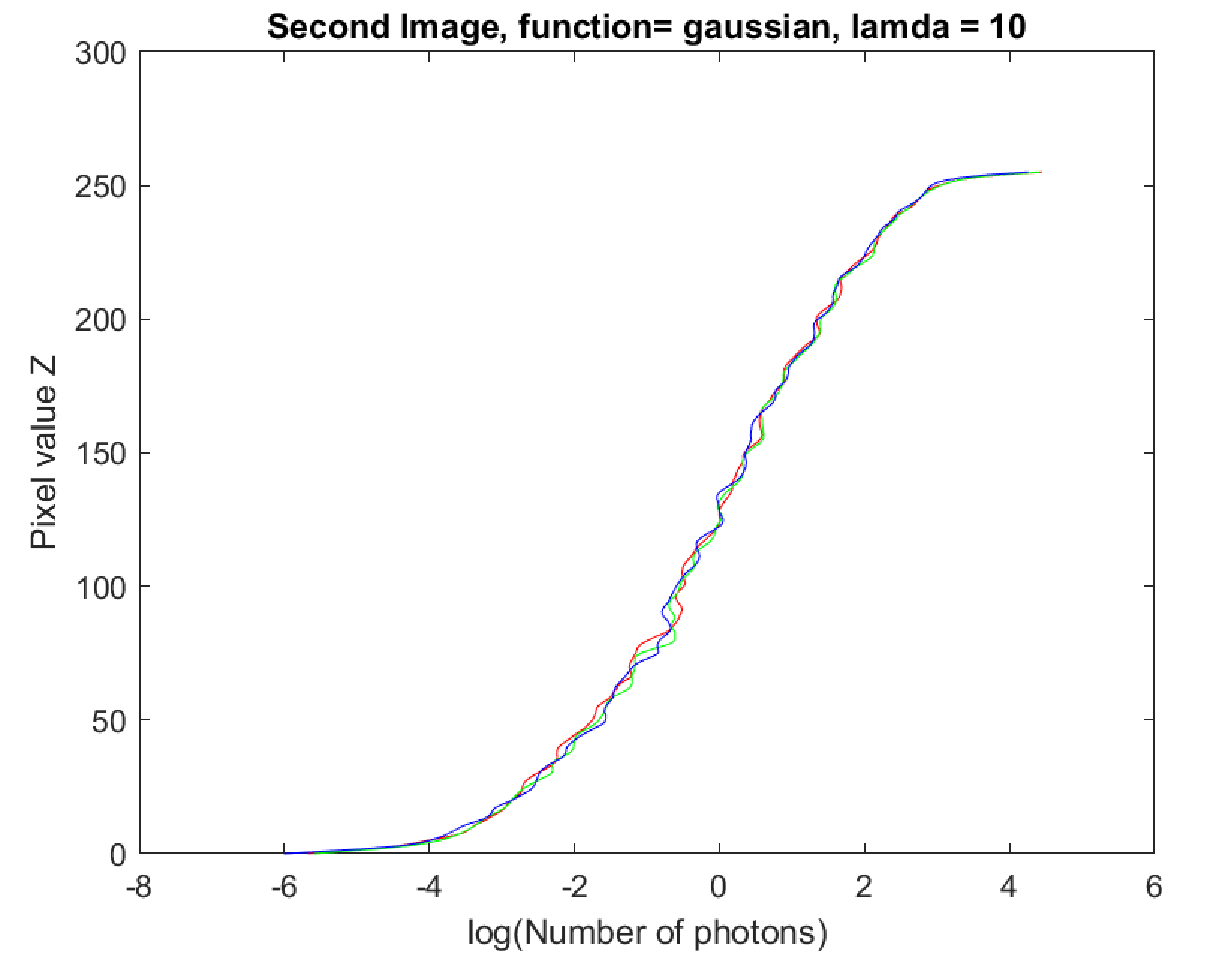 Second Image, function= gaussian, lamda = 10
300
250
200
150
100
50
0
Pixel value Z
-8 -6 -4 -2 0 2 4 6
log(Number of photons)